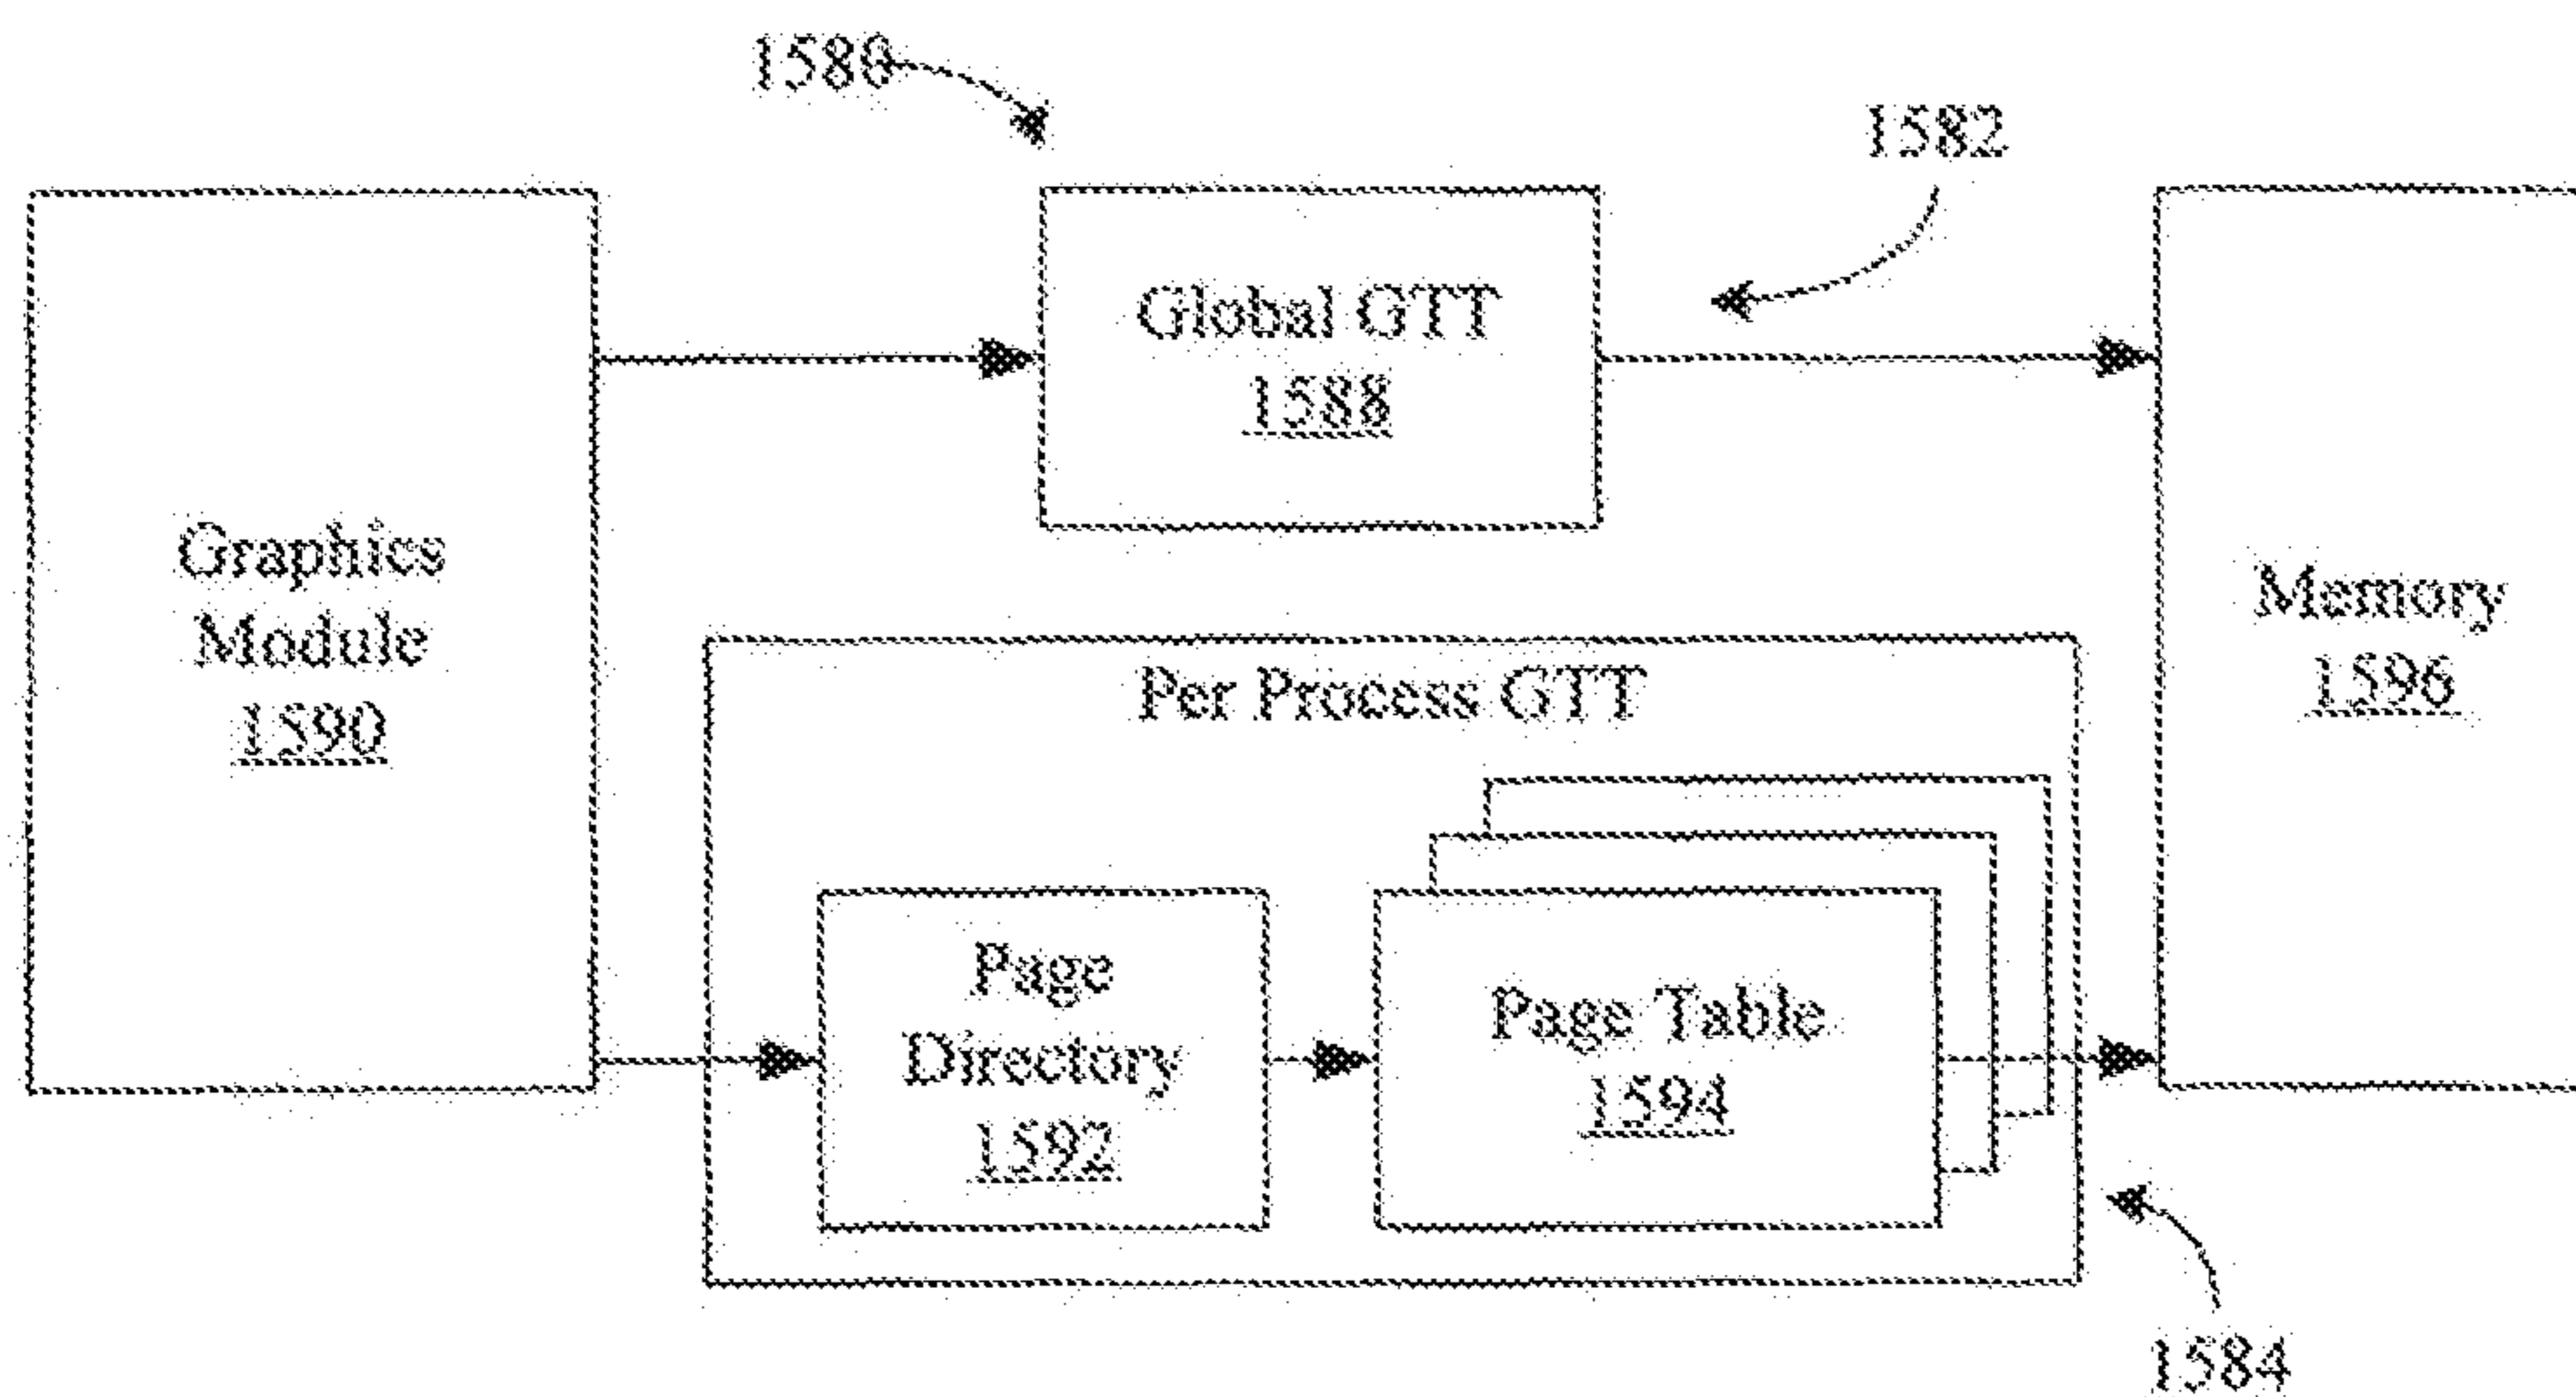 1580
1582
Global GTT
1588
Graphics
Module
1590
Memory
1596
Per Process GTT
Page
Directory
1592
Page Table
1594
1584